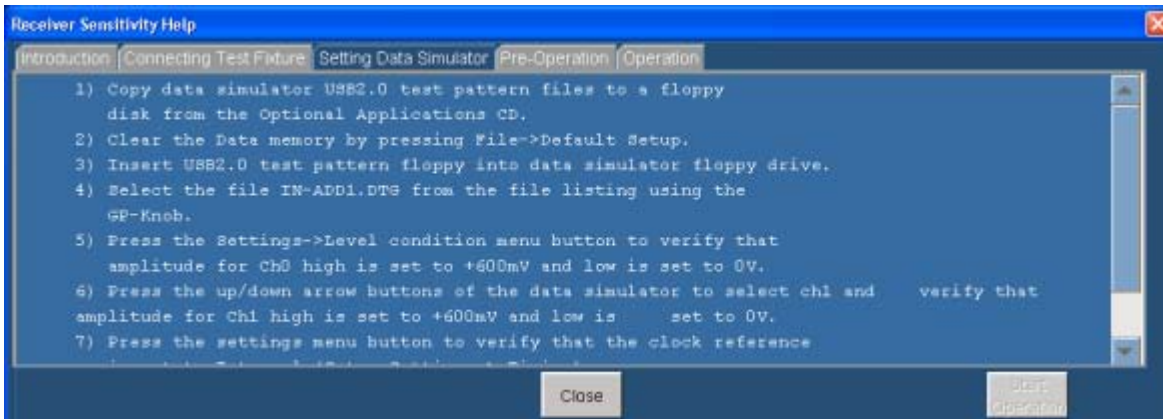 Receiver Sensitivity Help
Introduction Connecting Test Fixture Setting Data Simulator Pre-Operation Operation
1) Copy data simulator USB2.0 test pattern files to a floppy
disk from the Optional Applications CD.
2) Clear the Data memory by pressing File->Default Setup.
3) Insert USB2.0 test pattern floppy into data simulator floppy drive.
4) Select the file IN-ADD1.DTG from the file listing using the
GP-Knob.
5) Press the Settings->Level condition menu button to verify that
amplitude for Ch0 high is set to +600mV and low is set to 0V.
6) Press the up/down arrow buttons of the data simulator to select ch1 and verify that
amplitude for Ch1 high is set to +600mV and low is set to 0V.
7) Press the settings menu button to verify that the clock reference
Close
Start
Operation